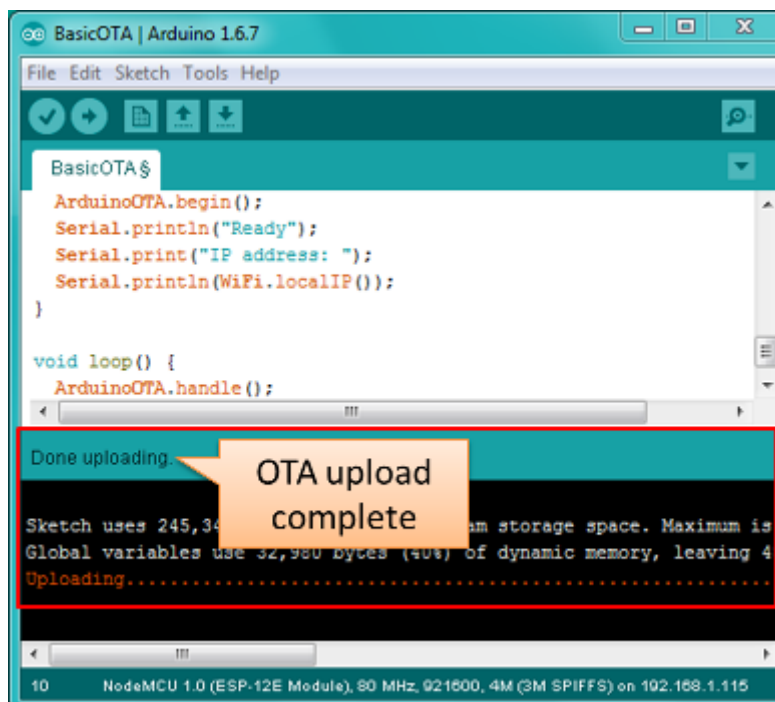 BasicOTA | Arduino 1.6.7
File Edit Sketch Tools Help
BasicOTA §
ArduinoOTA.begin();
Serial.println("Ready");
Serial.print("IP address: ");
Serial.println(WiFi.localIP());
}
void loop() {
ArduinoOTA.handle();
Done uploading.
OTA upload
complete
Sketch uses 245,34 am storage space. Maximum is
Global variables use 32,980 bytes (40%) of dynamic memory, leaving 4
Uploading...........................................................
10 NodeMCU 1.0 (ESP-12E Module), 80 MHz, 921600, 4M (3M SPIFFS) on 192.168.1.115